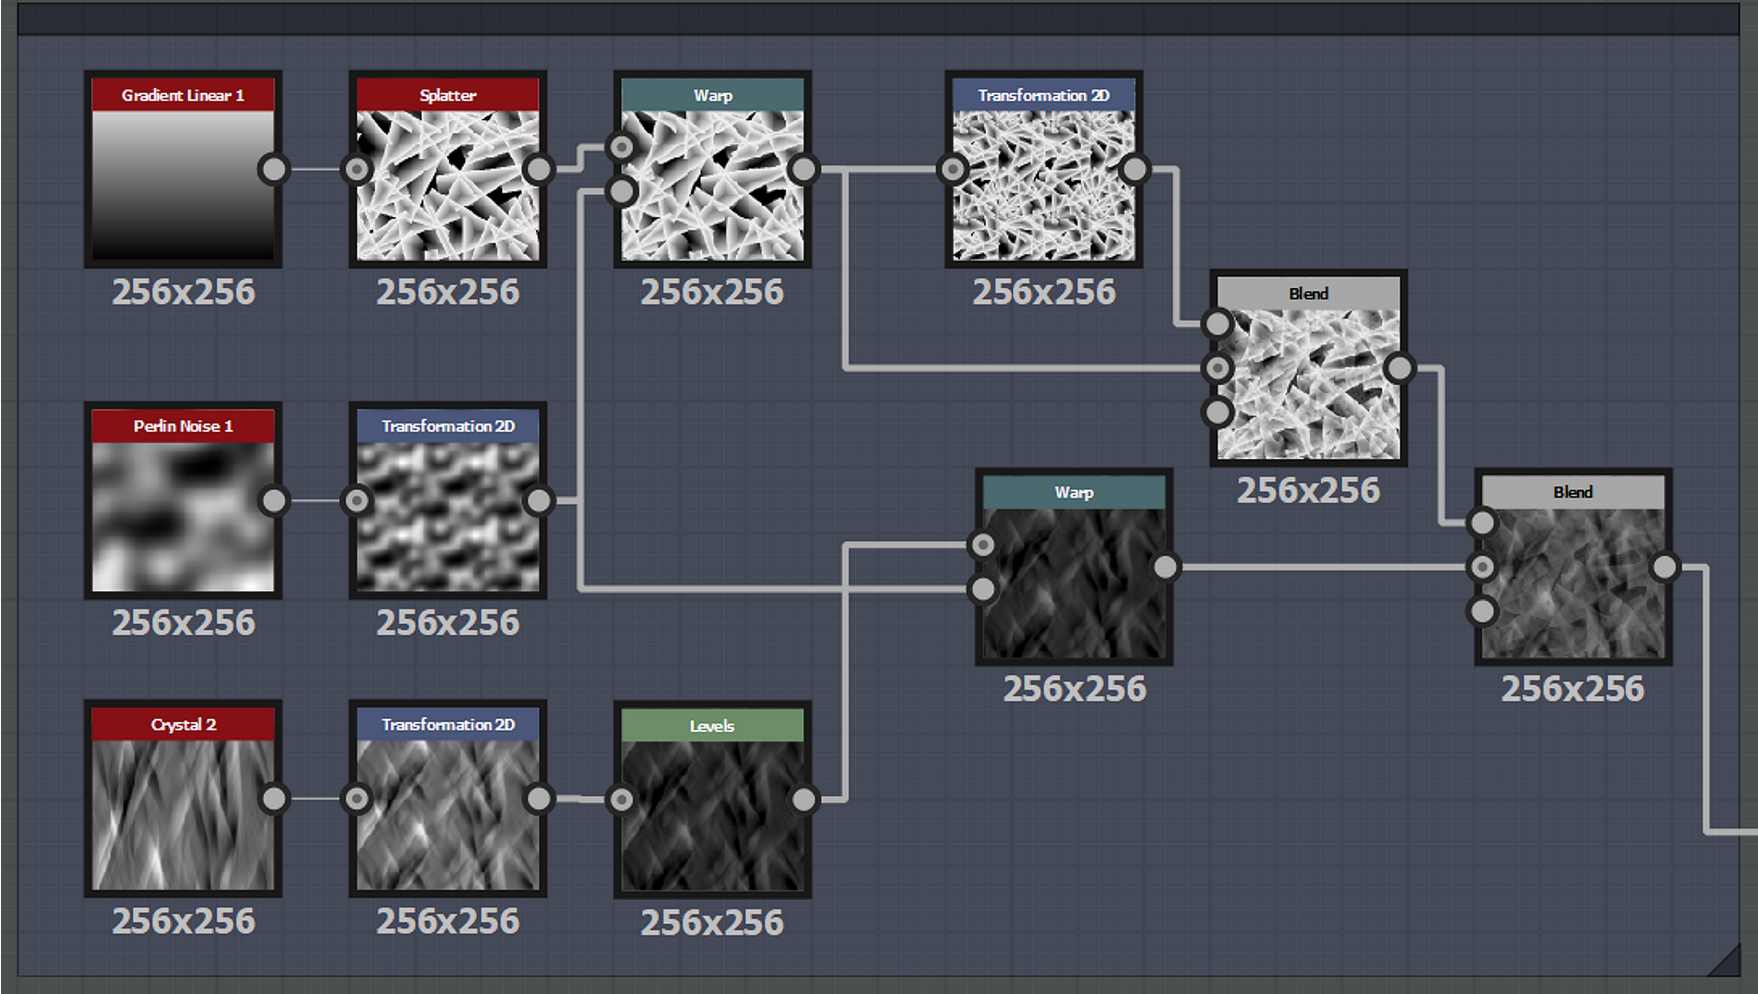 Gradient Linear 1
256x256
Splatter
256x256
Warp
256x256
Transformation 2D
256x256
Blend
256x256
Perlin Noise 1
256x256
Transformation 2D
256x256
Warp
256x256
Blend
256x256
Crystal 2
256x256
Transformation 2D
256x256
Levels
256x256